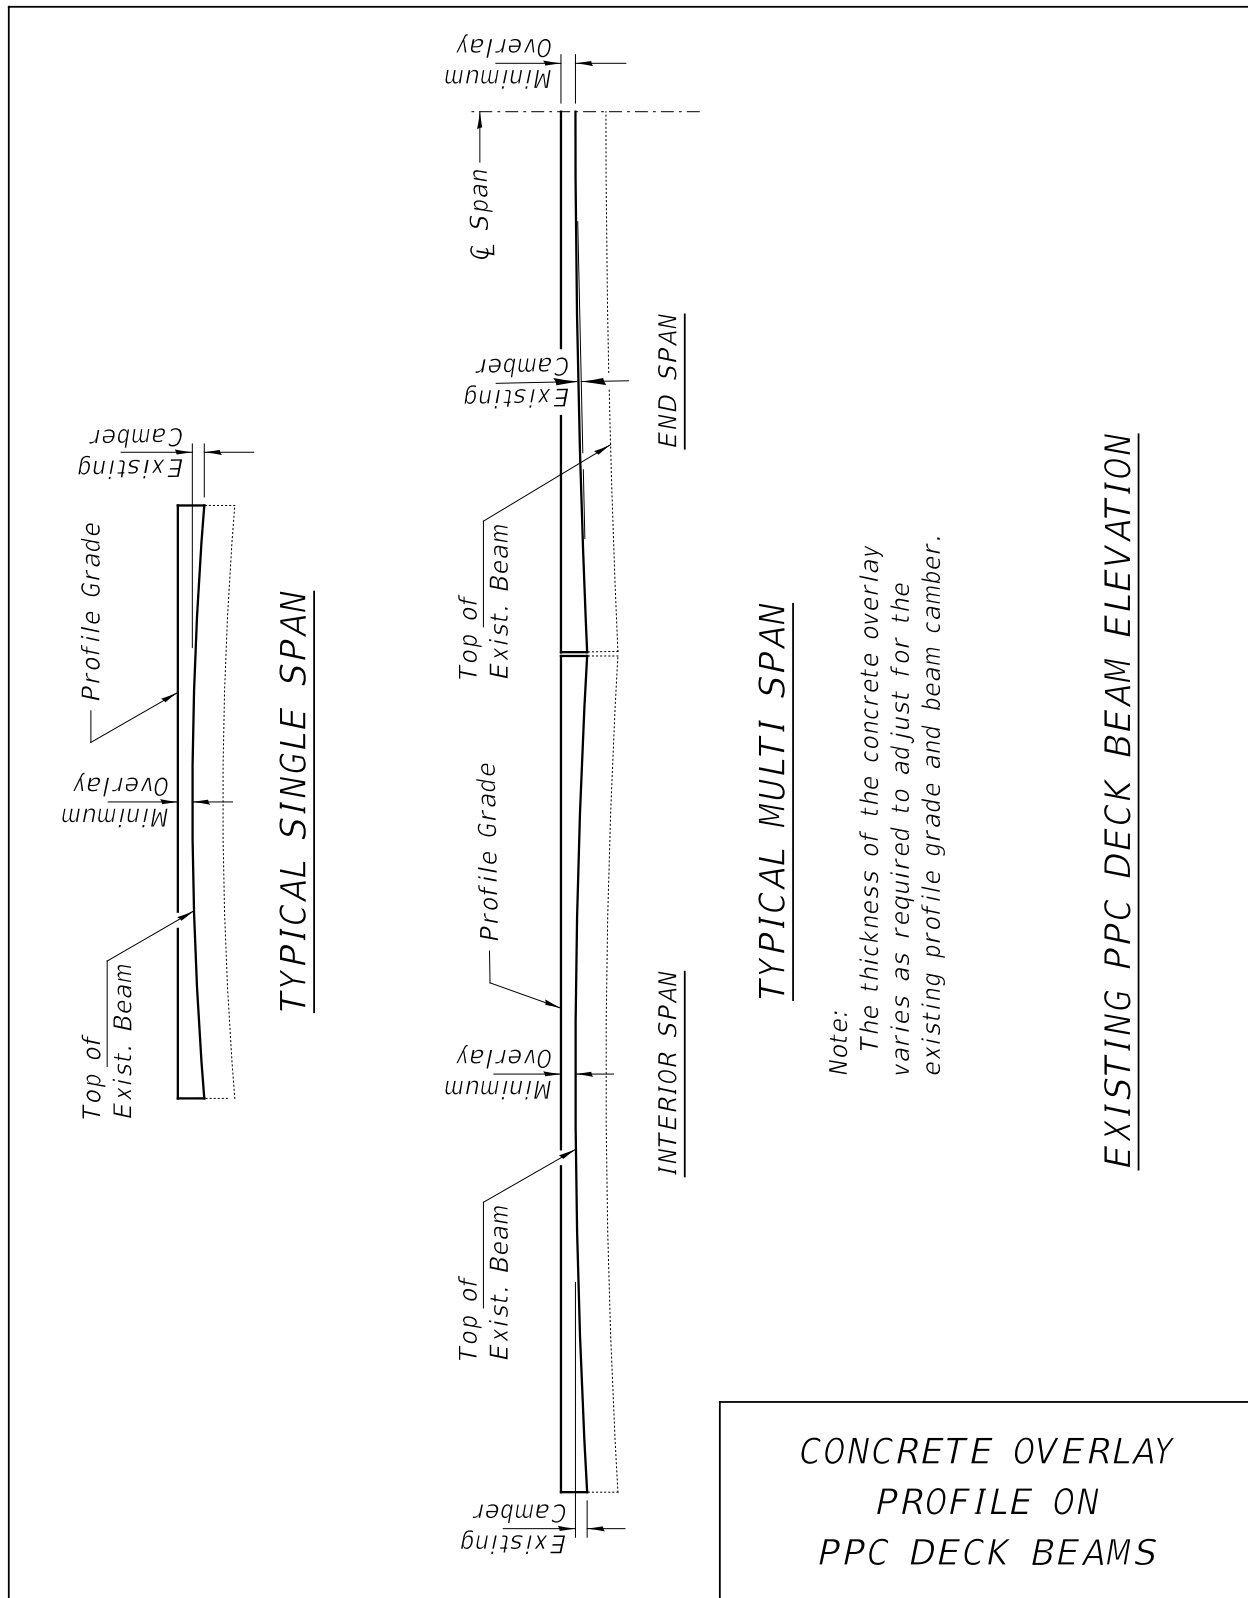 Existing
Camber
Profile Grade
Minimum
Overlay
Top of
Exist. Beam
TYPICAL SINGLE SPAN
Minimum
Overlay
℄ Span
Existing
Camber
Top of
Exist. Beam
END SPAN
Profile Grade
Minimum
Overlay
Top of
Exist. Beam
INTERIOR SPAN
Existing
Camber
TYPICAL MULTI SPAN
Note:
The thickness of the concrete overlay
varies as required to adjust for the
existing profile grade and beam camber.
EXISTING PPC DECK BEAM ELEVATION
CONCRETE OVERLAY
PROFILE ON
PPC DECK BEAMS